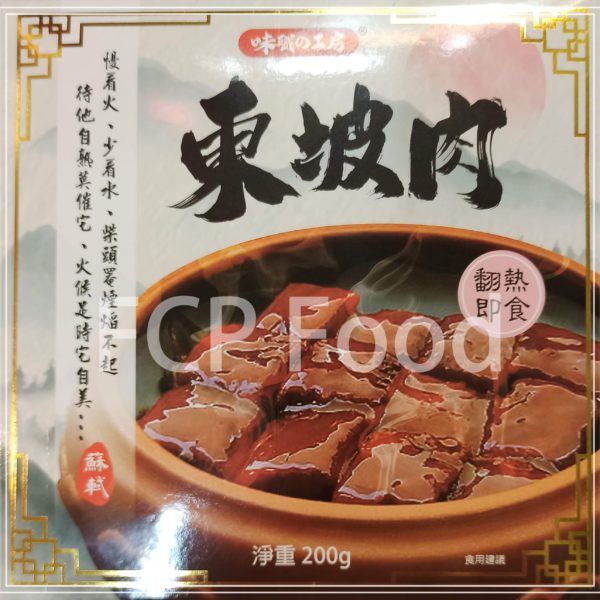 味職の工房®
東坡肉
慢着火、少着水、柴頭罨煙焰不起
待他自熟莫催它、火候足時它自美...
蘇軾
翻熱
即食
FCP Food
淨重 200g
食用建議